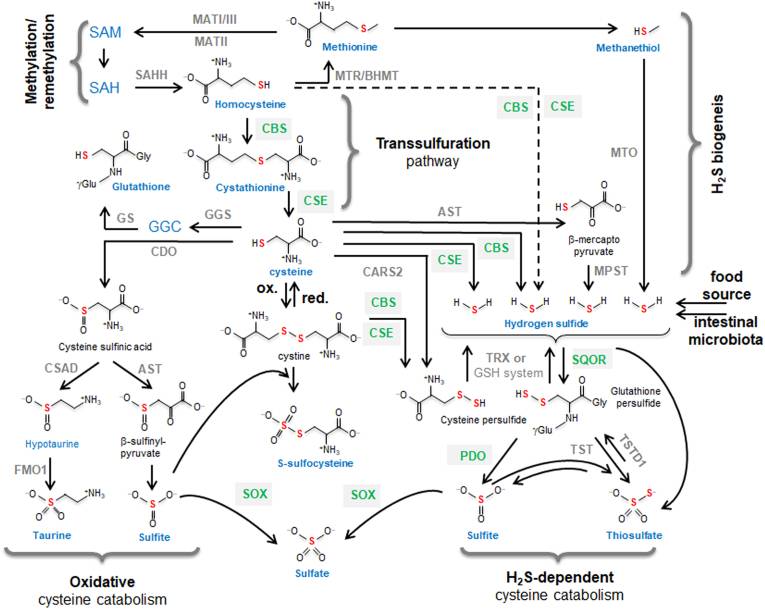 MATI/III
SAM
MATII
Methionine
Methanethiol
Methylation/
remethylation
SAH
SAHH
MTR/BHMT
Homocysteine
CBS
CSE
CBS
Transsulfuration
pathway
Glutathione
Cystathionine
MTO
H2S biogeneis
CSE
GS
GGC
GGS
AST
β-mercapto
pyruvate
CDO
cysteine
CARS2
CSE
CBS
MPST
ox.
red.
food
source
CBS
Hydrogen sulfide
intestinal
microbiota
Cysteine sulfinic acid
cystine
CSE
TRX or
GSH system
SQOR
CSAD
AST
Cysteine persulfide
Glutathione
persulfide
Hypotaurine
β-sulfinyl-
pyruvate
S-sulfocysteine
PDO
TST
TSTD1
FMO1
SOX
SOX
Taurine
Sulfite
Sulfate
Sulfite
Thiosulfate
Oxidative
cysteine catabolism
H2S-dependent
cysteine catabolism